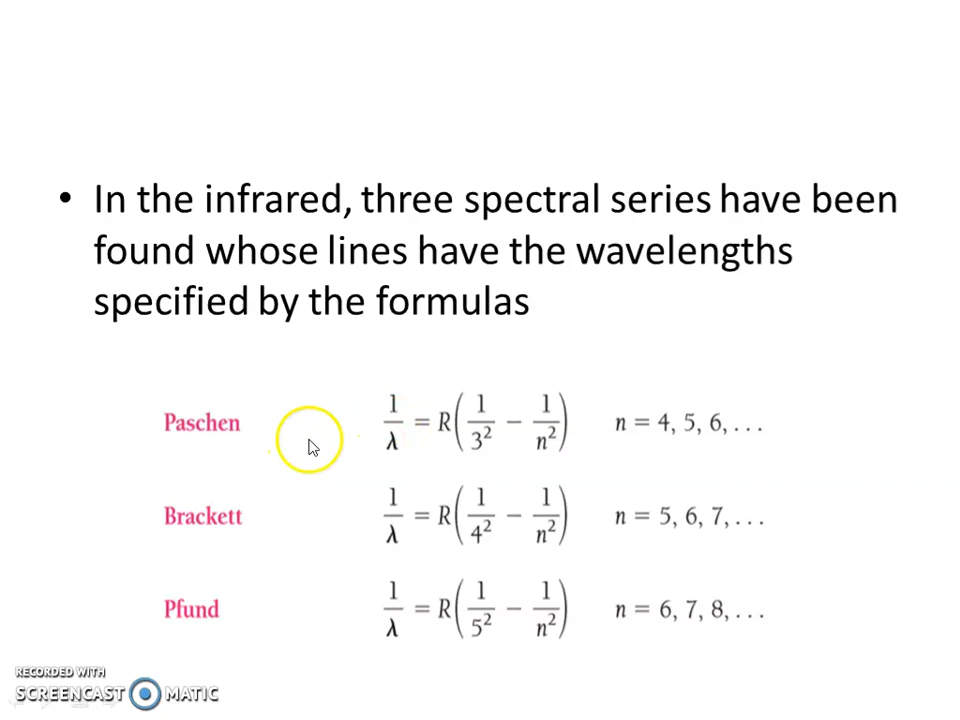 • In the infrared, three spectral series have been
found whose lines have the wavelengths
specified by the formulas
Paschen 1/λ = R(1/3² − 1/n²) n = 4, 5, 6, . . .
Brackett 1/λ = R(1/4² − 1/n²) n = 5, 6, 7, . . .
Pfund 1/λ = R(1/5² − 1/n²) n = 6, 7, 8, . . .
RECORDED WITH
SCREENCAST MATIC